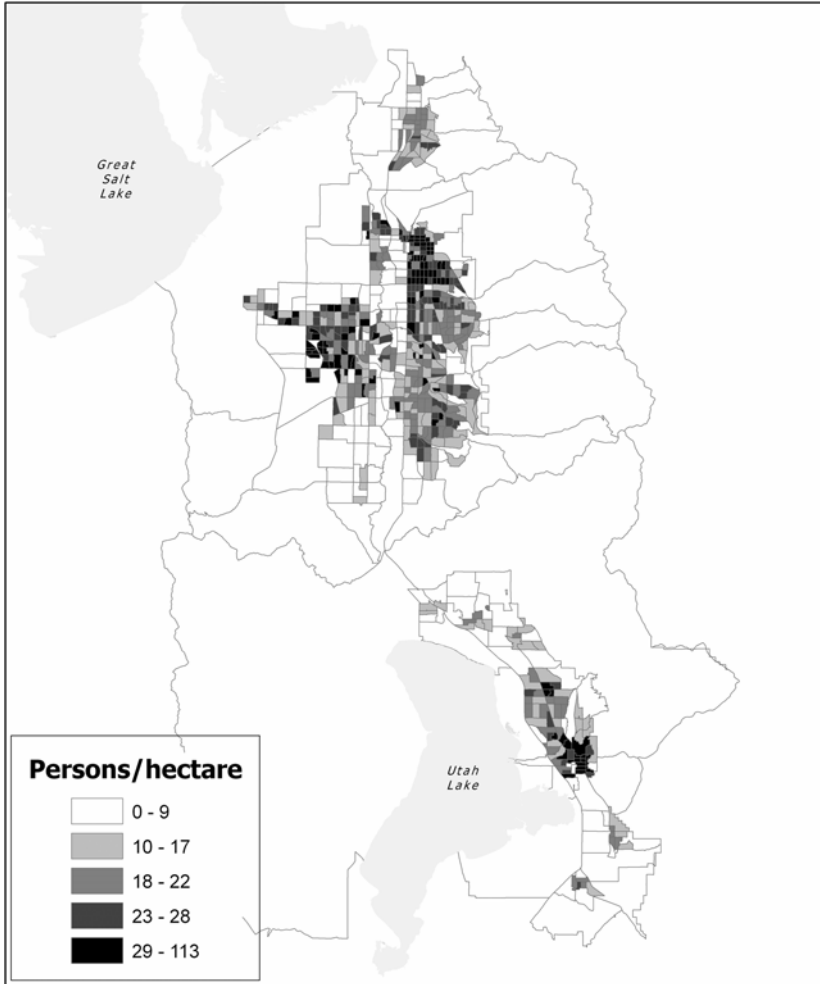 Great
Salt
Lake
Utah
Lake
Persons/hectare
0 - 9
10 - 17
18 - 22
23 - 28
29 - 113